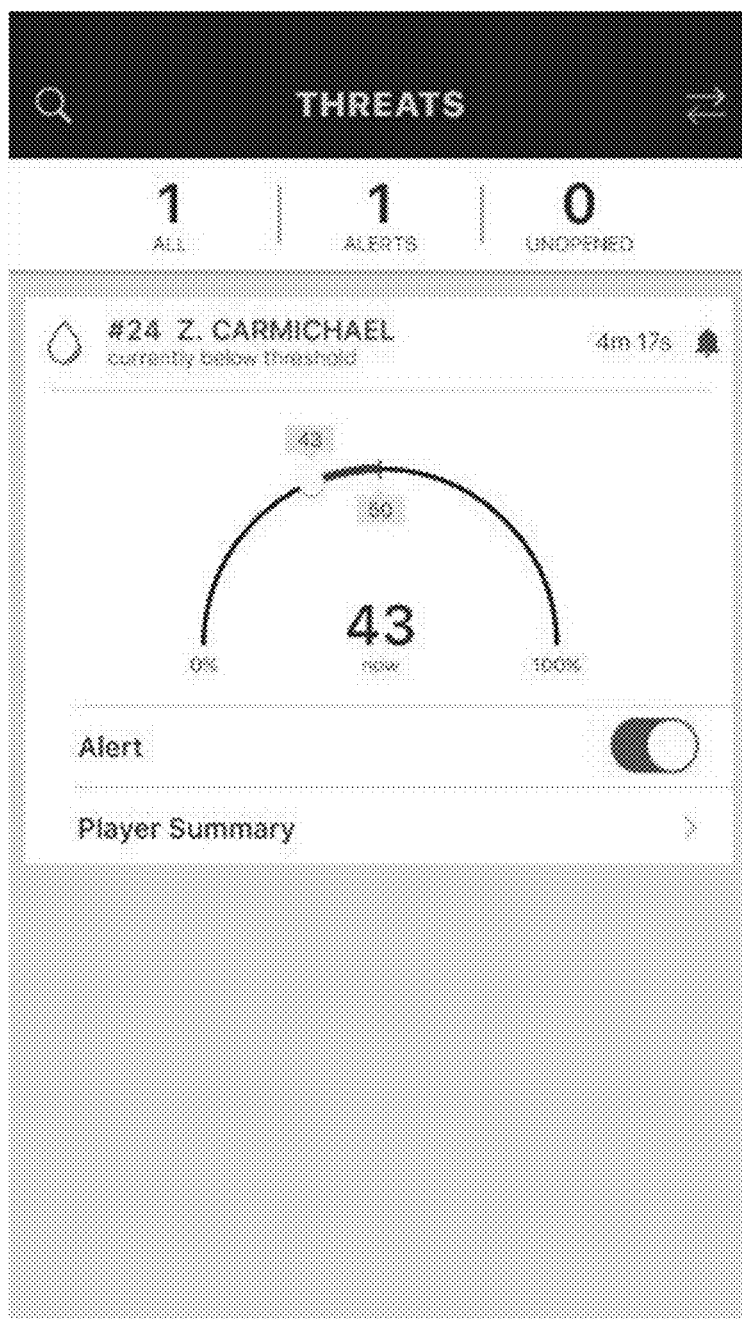 THREATS
1 1 0
ALL ALERTS UNOPENED
#24 Z. CARMICHAEL 4m 17s
currently below threshold
43
50
43
0% now 100%
Alert
Player Summary